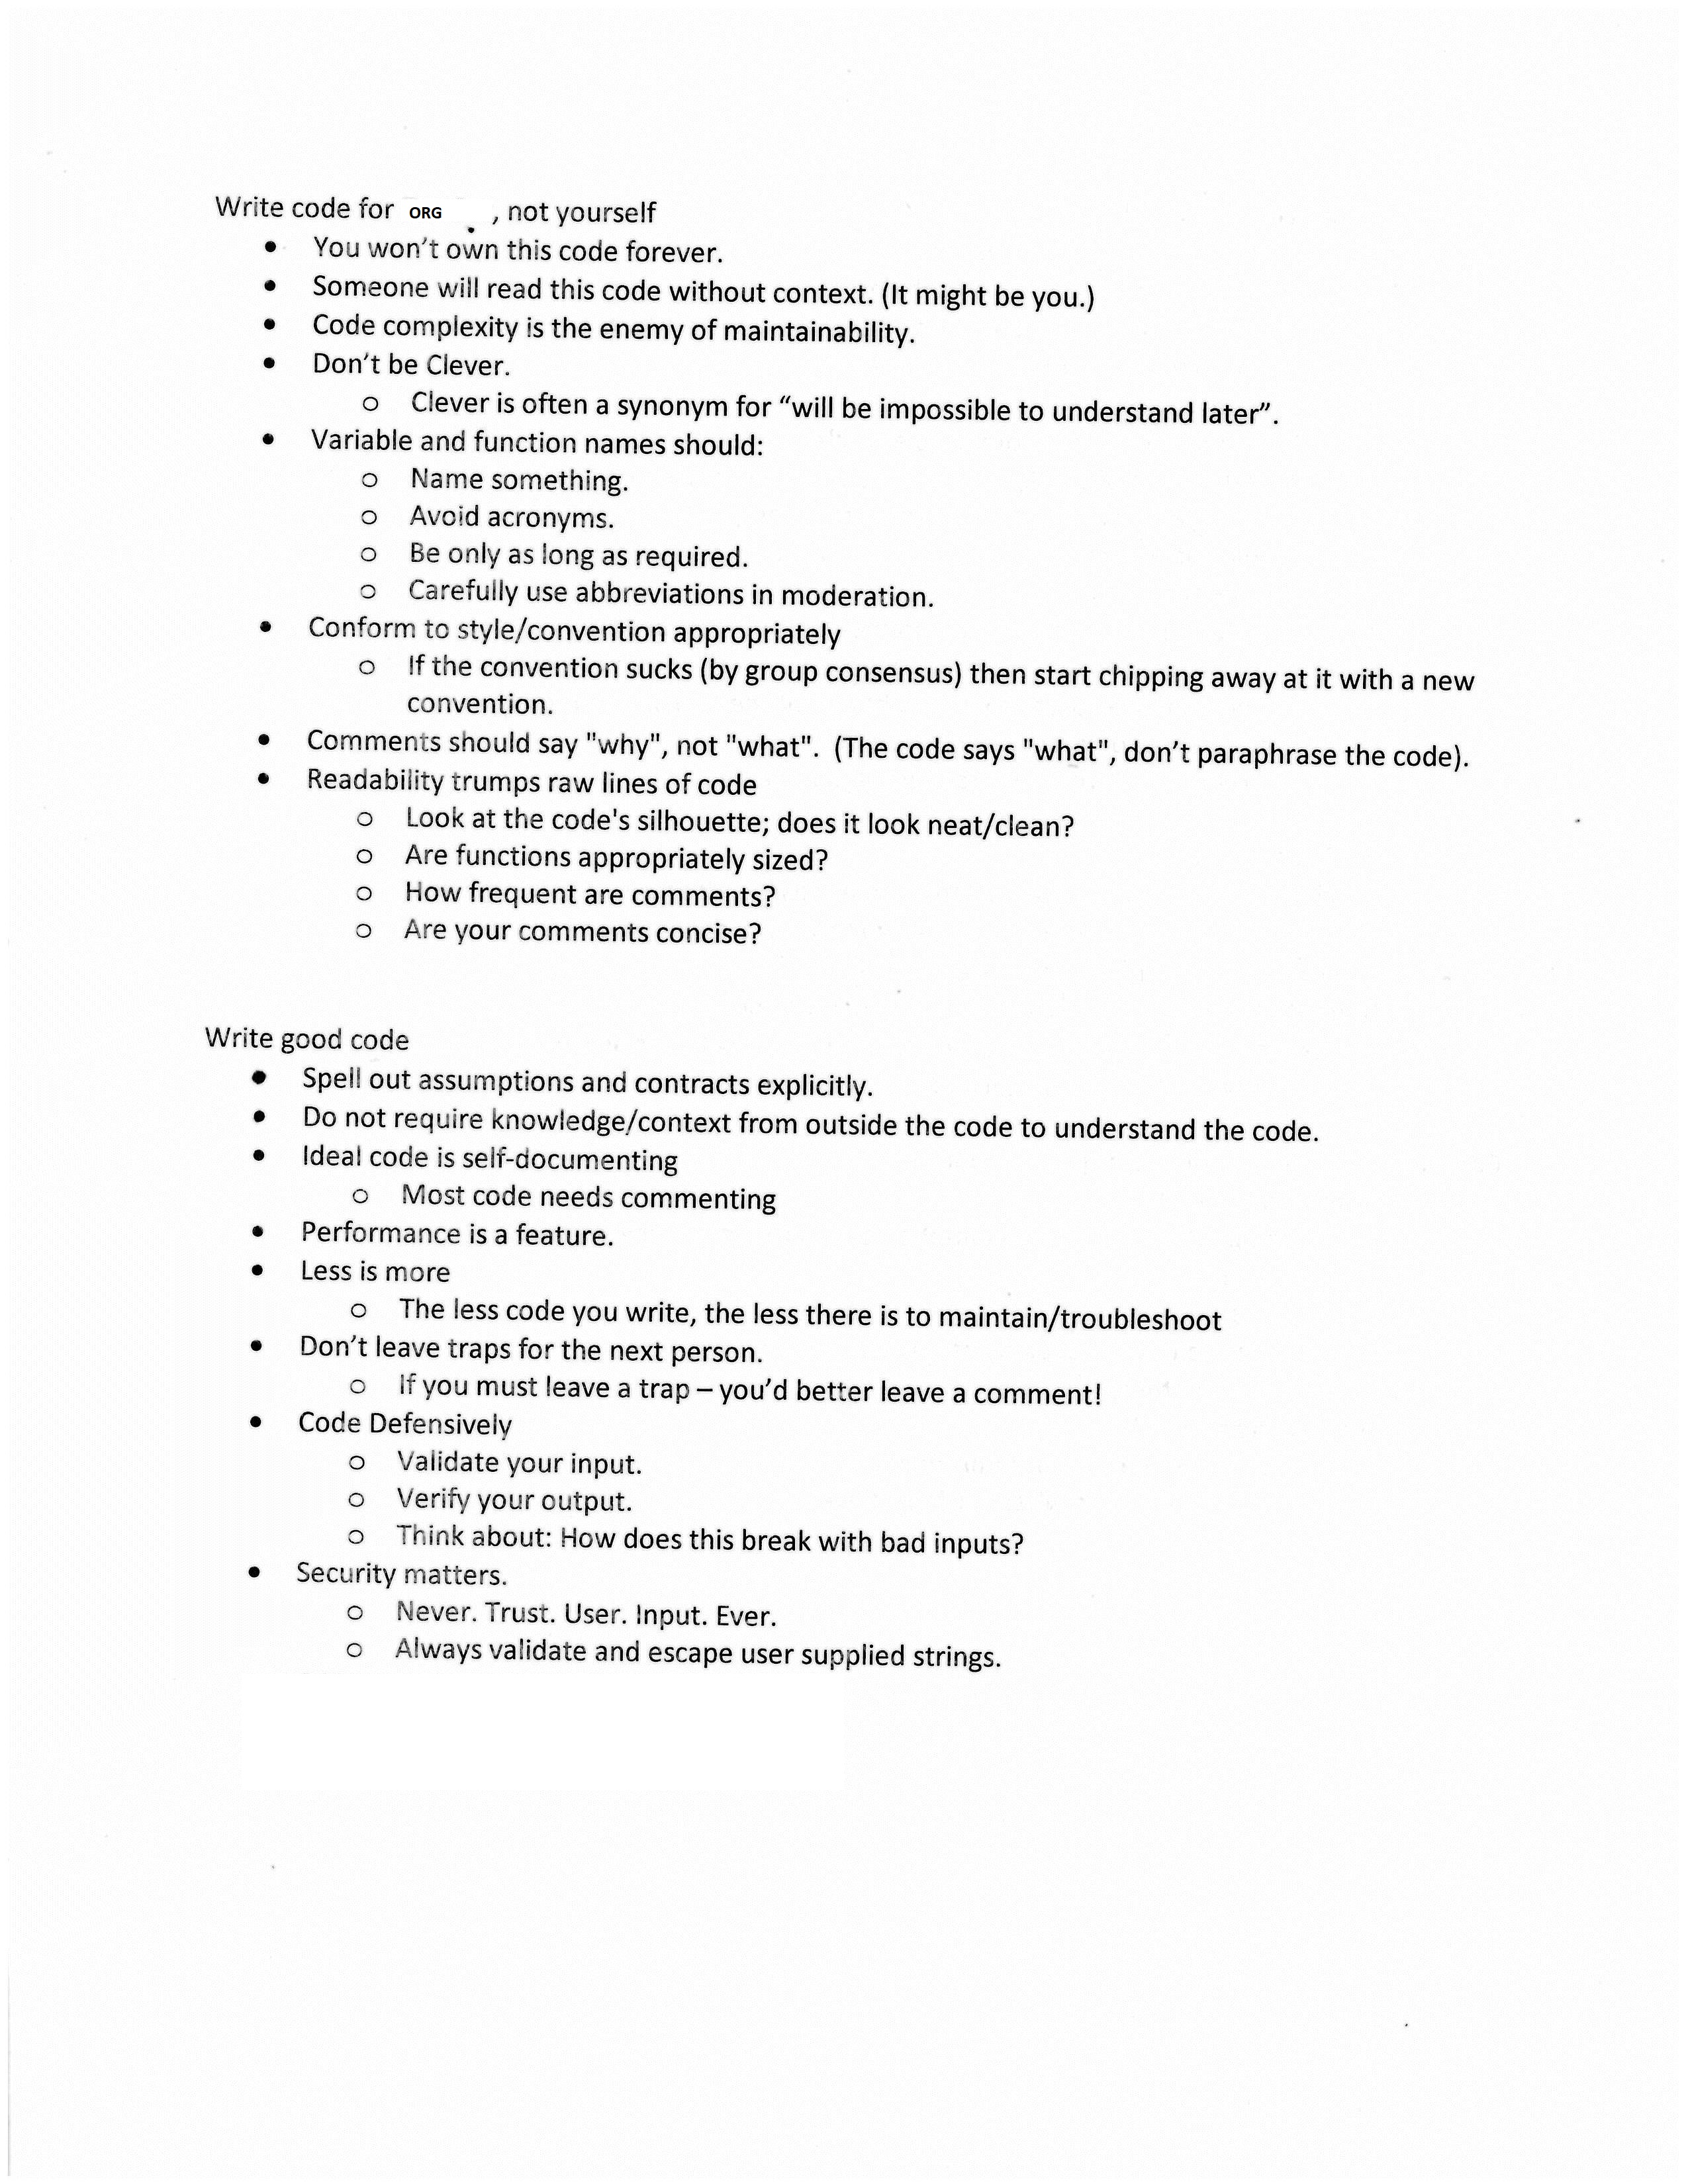 Write code for ORG , not yourself
• You won't own this code forever.
• Someone will read this code without context. (It might be you.)
• Code complexity is the enemy of maintainability.
• Don't be Clever.
o Clever is often a synonym for “will be impossible to understand later”.
• Variable and function names should:
o Name something.
o Avoid acronyms.
o Be only as long as required.
o Carefully use abbreviations in moderation.
• Conform to style/convention appropriately
o If the convention sucks (by group consensus) then start chipping away at it with a new
convention.
• Comments should say "why", not "what". (The code says "what", don't paraphrase the code).
• Readability trumps raw lines of code
o Look at the code's silhouette; does it look neat/clean?
o Are functions appropriately sized?
o How frequent are comments?
o Are your comments concise?
Write good code
• Spell out assumptions and contracts explicitly.
• Do not require knowledge/context from outside the code to understand the code.
• Ideal code is self-documenting
o Most code needs commenting
• Performance is a feature.
• Less is more
o The less code you write, the less there is to maintain/troubleshoot
• Don't leave traps for the next person.
o If you must leave a trap – you'd better leave a comment!
• Code Defensively
o Validate your input.
o Verify your output.
o Think about: How does this break with bad inputs?
• Security matters.
o Never. Trust. User. Input. Ever.
o Always validate and escape user supplied strings.